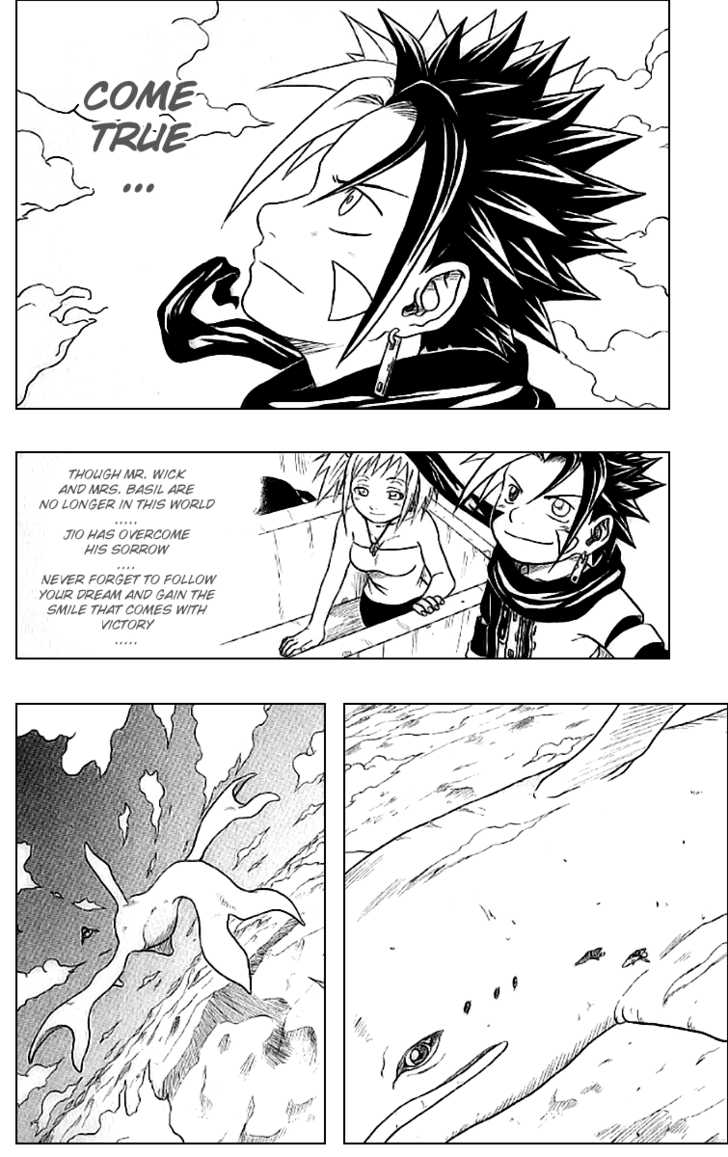 COME
TRUE
...
THOUGH MR. WICK
AND MRS. BASIL ARE
NO LONGER IN THIS WORLD
.....
JIO HAS OVERCOME
HIS SORROW
....
NEVER FORGET TO FOLLOW
YOUR DREAM AND GAIN THE
SMILE THAT COMES WITH
VICTORY
.....